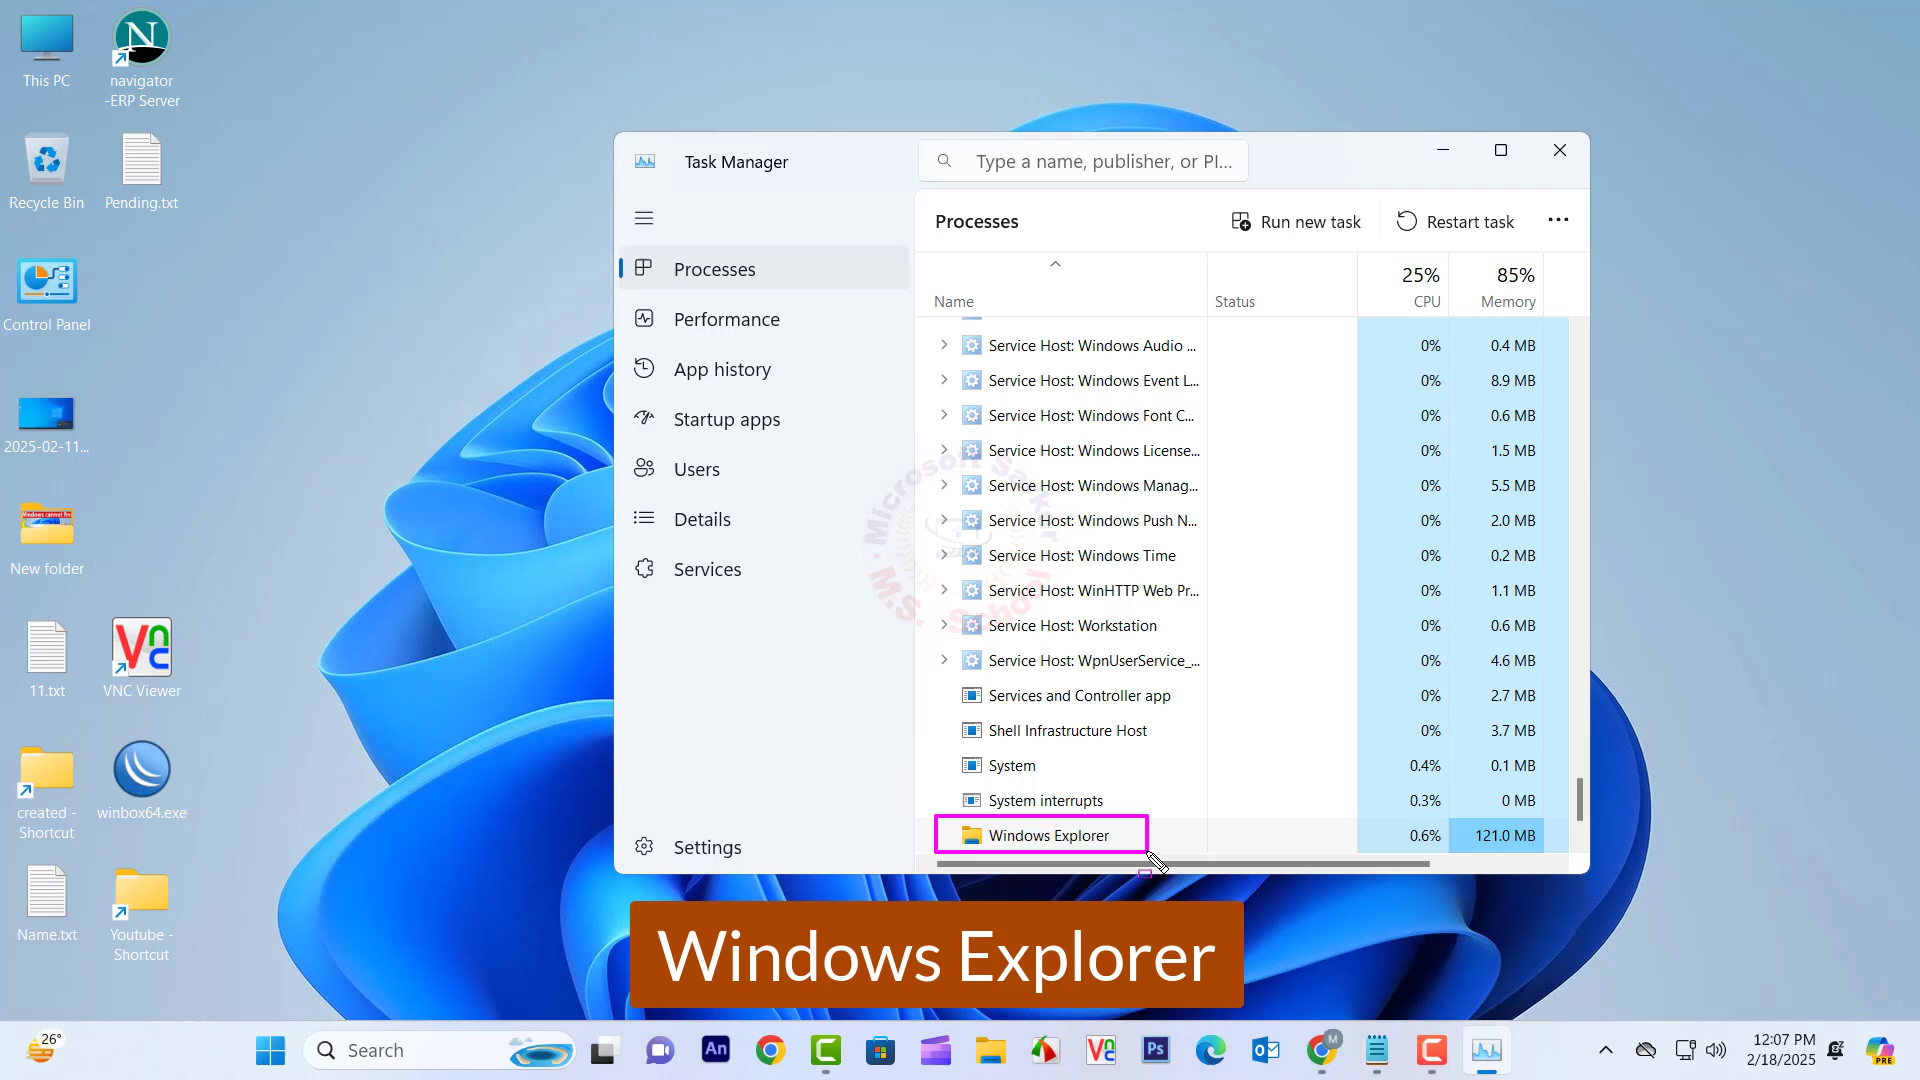 This PC
navigator
-ERP Server
Recycle Bin
Pending.txt
Control Panel
2025-02-11...
Windows cannot fin
New folder
11.txt
VNC Viewer
created -
Shortcut
winbox64.exe
Name.txt
Youtube -
Shortcut
Task Manager
Type a name, publisher, or PI...
Processes
Performance
App history
Startup apps
Users
Details
Services
Settings
Processes
Run new task
Restart task
25%
85%
Name
Status
CPU
Memory
Service Host: Windows Audio ...
0%
0.4 MB
Service Host: Windows Event L...
0%
8.9 MB
Service Host: Windows Font C...
0%
0.6 MB
Service Host: Windows License...
0%
1.5 MB
Service Host: Windows Manag...
0%
5.5 MB
Service Host: Windows Push N...
0%
2.0 MB
Service Host: Windows Time
0%
0.2 MB
Service Host: WinHTTP Web Pr...
0%
1.1 MB
Service Host: Workstation
0%
0.6 MB
Service Host: WpnUserService_...
0%
4.6 MB
Services and Controller app
0%
2.7 MB
Shell Infrastructure Host
0%
3.7 MB
System
0.4%
0.1 MB
System interrupts
0.3%
0 MB
Windows Explorer
0.6%
121.0 MB
Microsoft Sarker
M.S. School
Windows Explorer
26°
Search
An
Ps
M
12:07 PM
2/18/2025
PRE